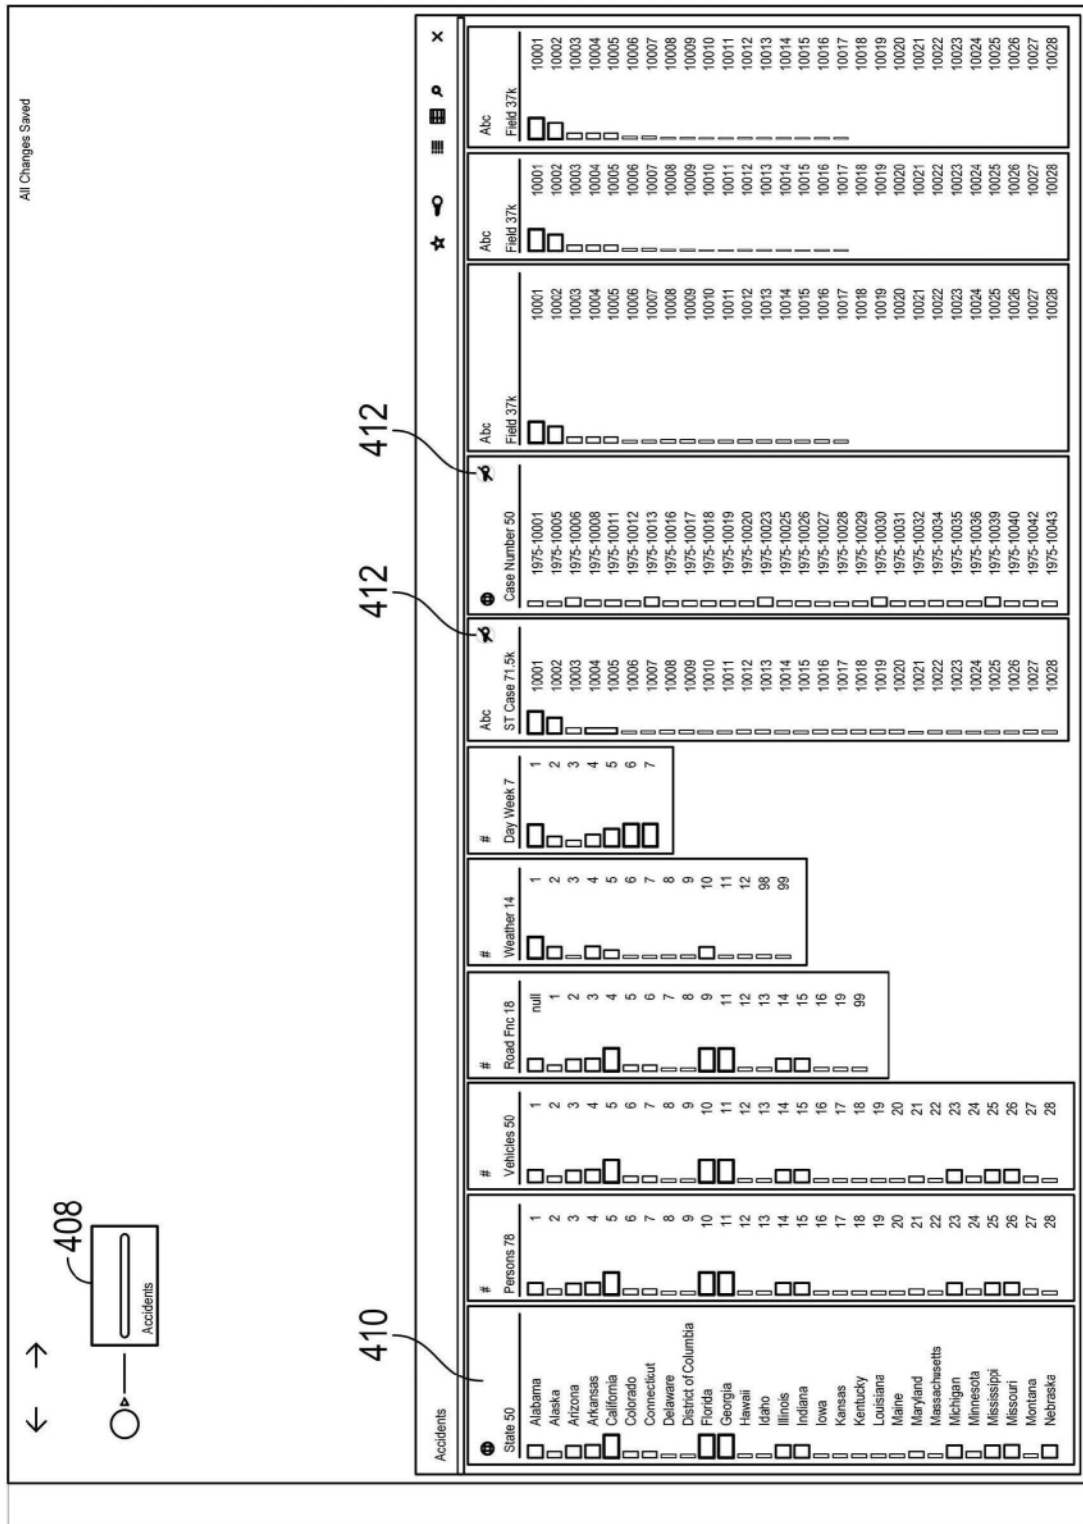 All Changes Saved
408
Accidents
410
412
412
Accidents
# # # # # Abc Abc Abc Abc
State 50 Persons 78 Vehicles 50 Road Fnc 18 Weather 14 Day Week 7 ST Case 71.5k Case Number 50 Field 37k Field 37k Field 37k
Alabama 1 1 null 1 1 10001 1975-10001 10001 10001 10001
Alaska 2 2 1 2 2 10002 1975-10005 10002 10002 10002
Arizona 3 3 2 3 3 10003 1975-10006 10003 10003 10003
Arkansas 4 4 3 4 4 10004 1975-10008 10004 10004 10004
California 5 5 4 5 5 10005 1975-10011 10005 10005 10005
Colorado 6 6 5 6 6 10006 1975-10012 10006 10006 10006
Connecticut 7 7 6 7 7 10007 1975-10013 10007 10007 10007
Delaware 8 8 7 8 10008 1975-10016 10008 10008 10008
District of Columbia 9 9 8 9 10009 1975-10017 10009 10009 10009
Florida 10 10 9 10 10010 1975-10018 10010 10010 10010
Georgia 11 11 11 11 10011 1975-10019 10011 10011 10011
Hawaii 12 12 12 12 10012 1975-10020 10012 10012 10012
Idaho 13 13 13 98 10013 1975-10023 10013 10013 10013
Illinois 14 14 14 99 10014 1975-10025 10014 10014 10014
Indiana 15 15 15 10015 1975-10026 10015 10015 10015
Iowa 16 16 16 10016 1975-10027 10016 10016 10016
Kansas 17 17 19 10017 1975-10028 10017 10017 10017
Kentucky 18 18 99 10018 1975-10029 10018 10018 10018
Louisiana 19 19 10019 1975-10030 10019 10019 10019
Maine 20 20 10020 1975-10031 10020 10020 10020
Maryland 21 21 10021 1975-10032 10021 10021 10021
Massachusetts 22 22 10022 1975-10034 10022 10022 10022
Michigan 23 23 10023 1975-10035 10023 10023 10023
Minnesota 24 24 10024 1975-10036 10024 10024 10024
Mississippi 25 25 10025 1975-10039 10025 10025 10025
Missouri 26 26 10026 1975-10040 10026 10026 10026
Montana 27 27 10027 1975-10042 10027 10027 10027
Nebraska 28 28 10028 1975-10043 10028 10028 10028